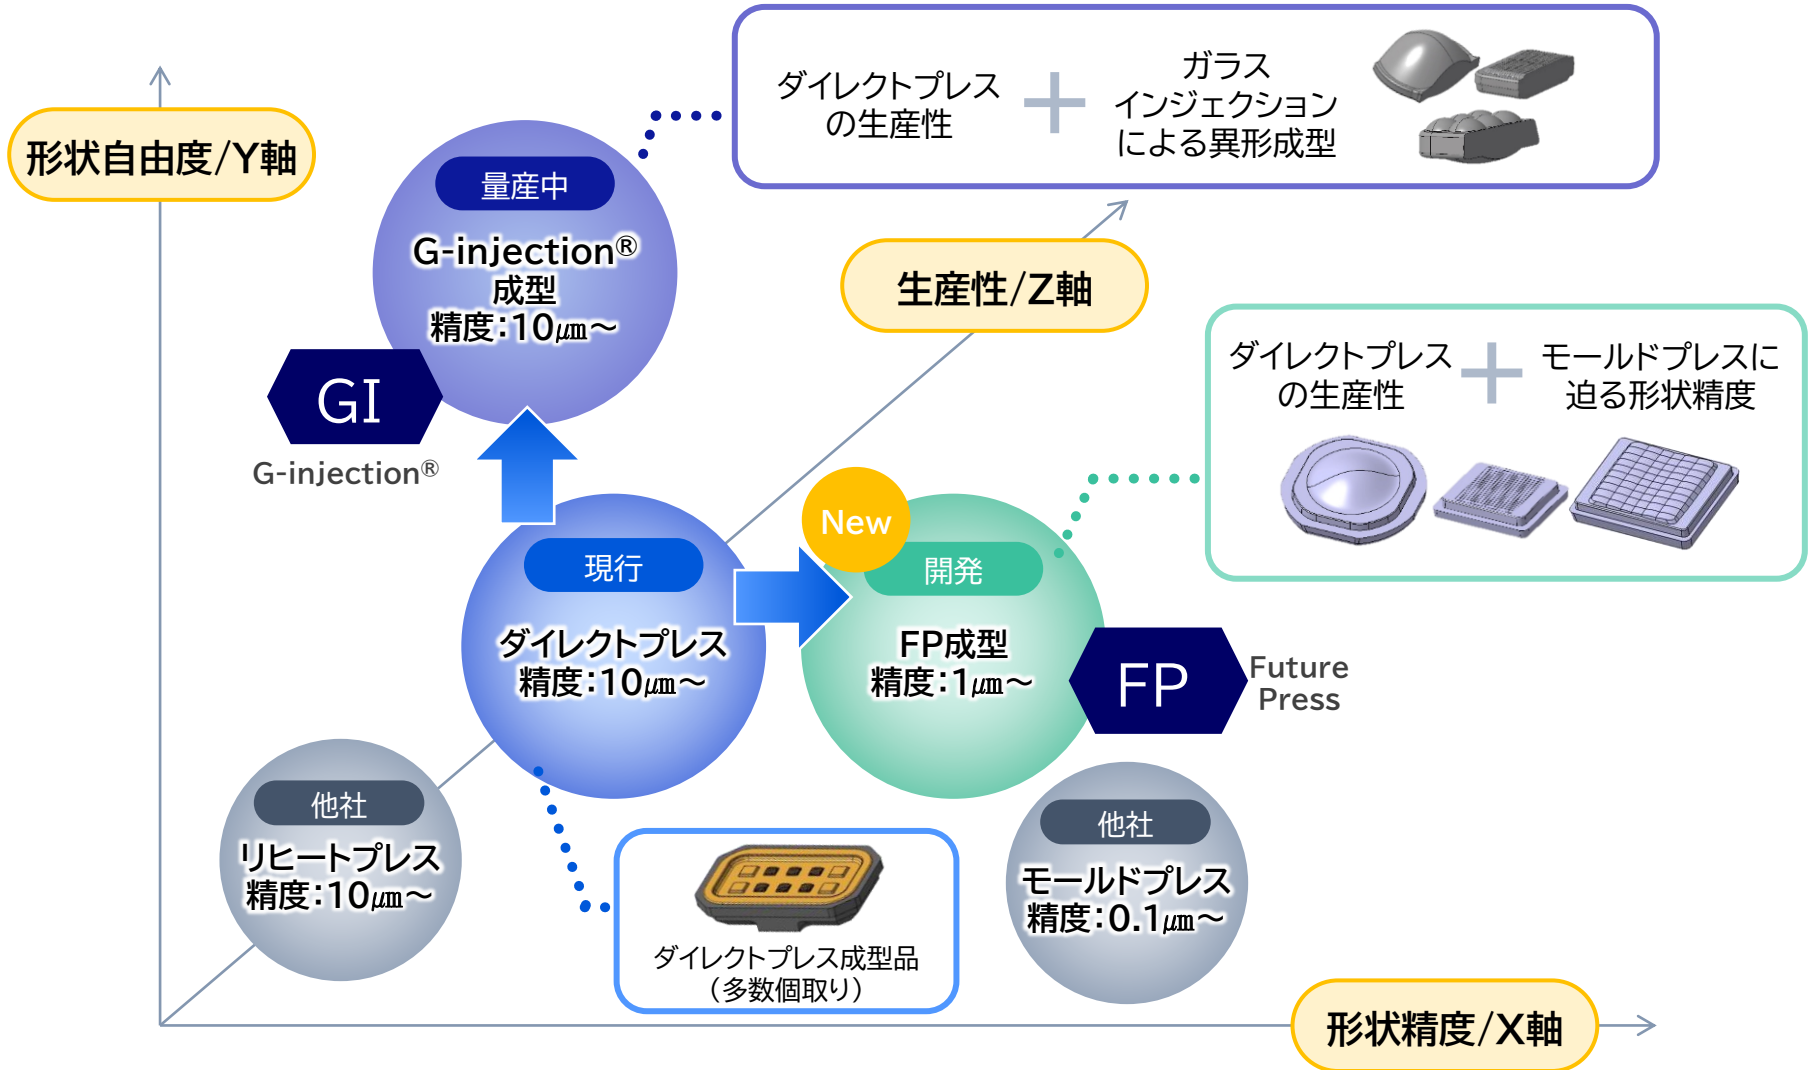 ダイレクトプレス
の生産性
ガラス
インジェクション
による異形成型
形状自由度/Y軸
量産中
G-injection®
成型
精度:10㎛〜
生産性/Z軸
GI
G-injection®
ダイレクトプレス
の生産性
モールドプレスに
迫る形状精度
New
現行
ダイレクトプレス
精度:10㎛〜
開発
FP成型
精度:1㎛〜
FP
Future
Press
他社
リヒートプレス
精度:10㎛〜
他社
モールドプレス
精度:0.1㎛〜
ダイレクトプレス成型品
(多数個取り)
形状精度/X軸